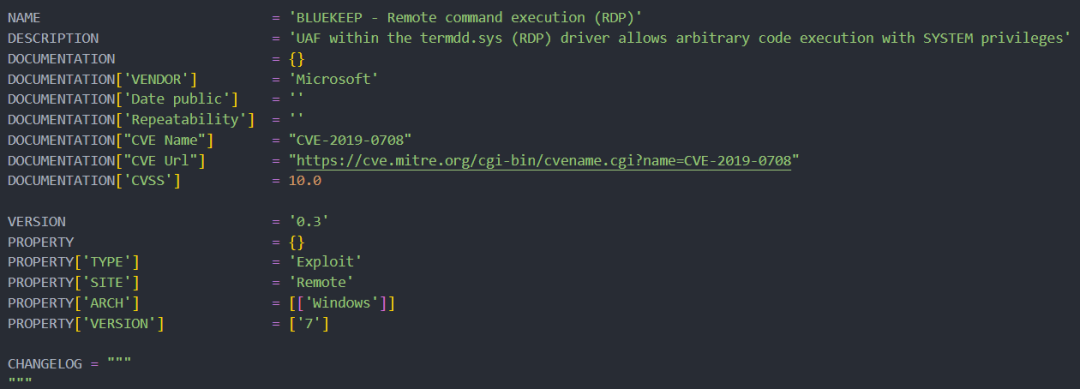 NAME = 'BLUEKEEP - Remote command execution (RDP)'
DESCRIPTION = 'UAF within the termdd.sys (RDP) driver allows arbitrary code execution with SYSTEM privileges'
DOCUMENTATION = {}
DOCUMENTATION['VENDOR'] = 'Microsoft'
DOCUMENTATION['Date public'] = ''
DOCUMENTATION['Repeatability'] = ''
DOCUMENTATION["CVE Name"] = "CVE-2019-0708"
DOCUMENTATION["CVE Url"] = "https://cve.mitre.org/cgi-bin/cvename.cgi?name=CVE-2019-0708"
DOCUMENTATION['CVSS'] = 10.0
VERSION = '0.3'
PROPERTY = {}
PROPERTY['TYPE'] = 'Exploit'
PROPERTY['SITE'] = 'Remote'
PROPERTY['ARCH'] = [['Windows']]
PROPERTY['VERSION'] = ['7']
CHANGELOG = """
"""